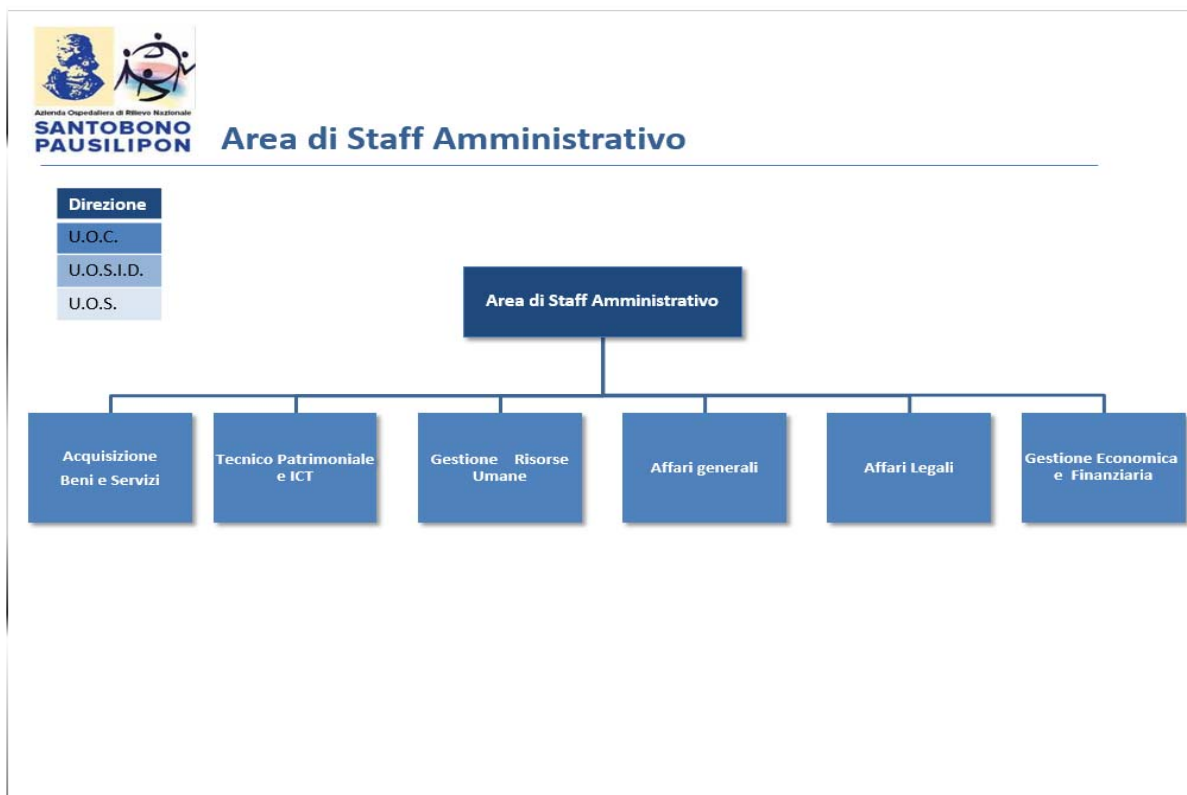 Azienda Ospedaliera di Rilievo Nazionale
SANTOBONO
PAUSILIPON
Area di Staff Amministrativo
Direzione
U.O.C.
U.O.S.I.D.
U.O.S.
Area di Staff Amministrativo
Acquisizione
Beni e Servizi
Tecnico Patrimoniale
e ICT
Gestione Risorse
Umane
Affari generali
Affari Legali
Gestione Economica
e Finanziaria